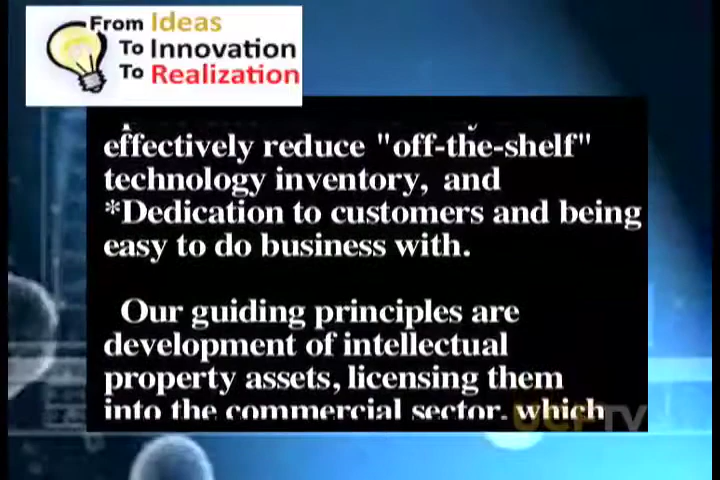 From Ideas
To Innovation
To Realization
effectively reduce "off-the-shelf"
technology inventory, and
*Dedication to customers and being
easy to do business with.
Our guiding principles are
development of intellectual
property assets, licensing them
into the commercial sector, which
UCFTV